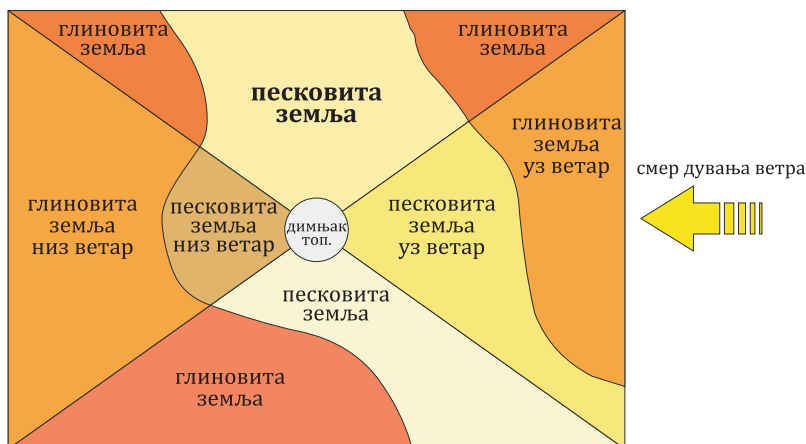 глиновита
земља
песковита
земља
глиновита
земља
глиновита
земља
уз ветар
смер дувања ветра
глиновита
земља
низ ветар
песковита
земља
низ ветар
димњак
топ.
песковита
земља
уз ветар
песковита
земља
глиновита
земља